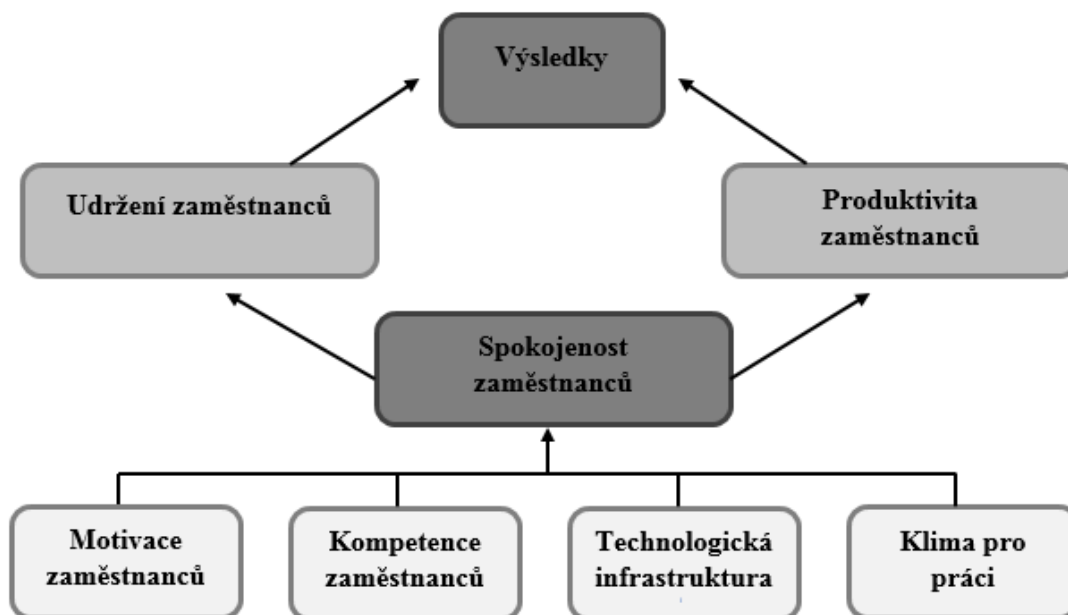 Výsledky
Udržení zaměstnanců
Produktivita
zaměstnanců
Spokojenost
zaměstnanců
Motivace
zaměstnanců
Kompetence
zaměstnanců
Technologická
infrastruktura
Klima pro
práci